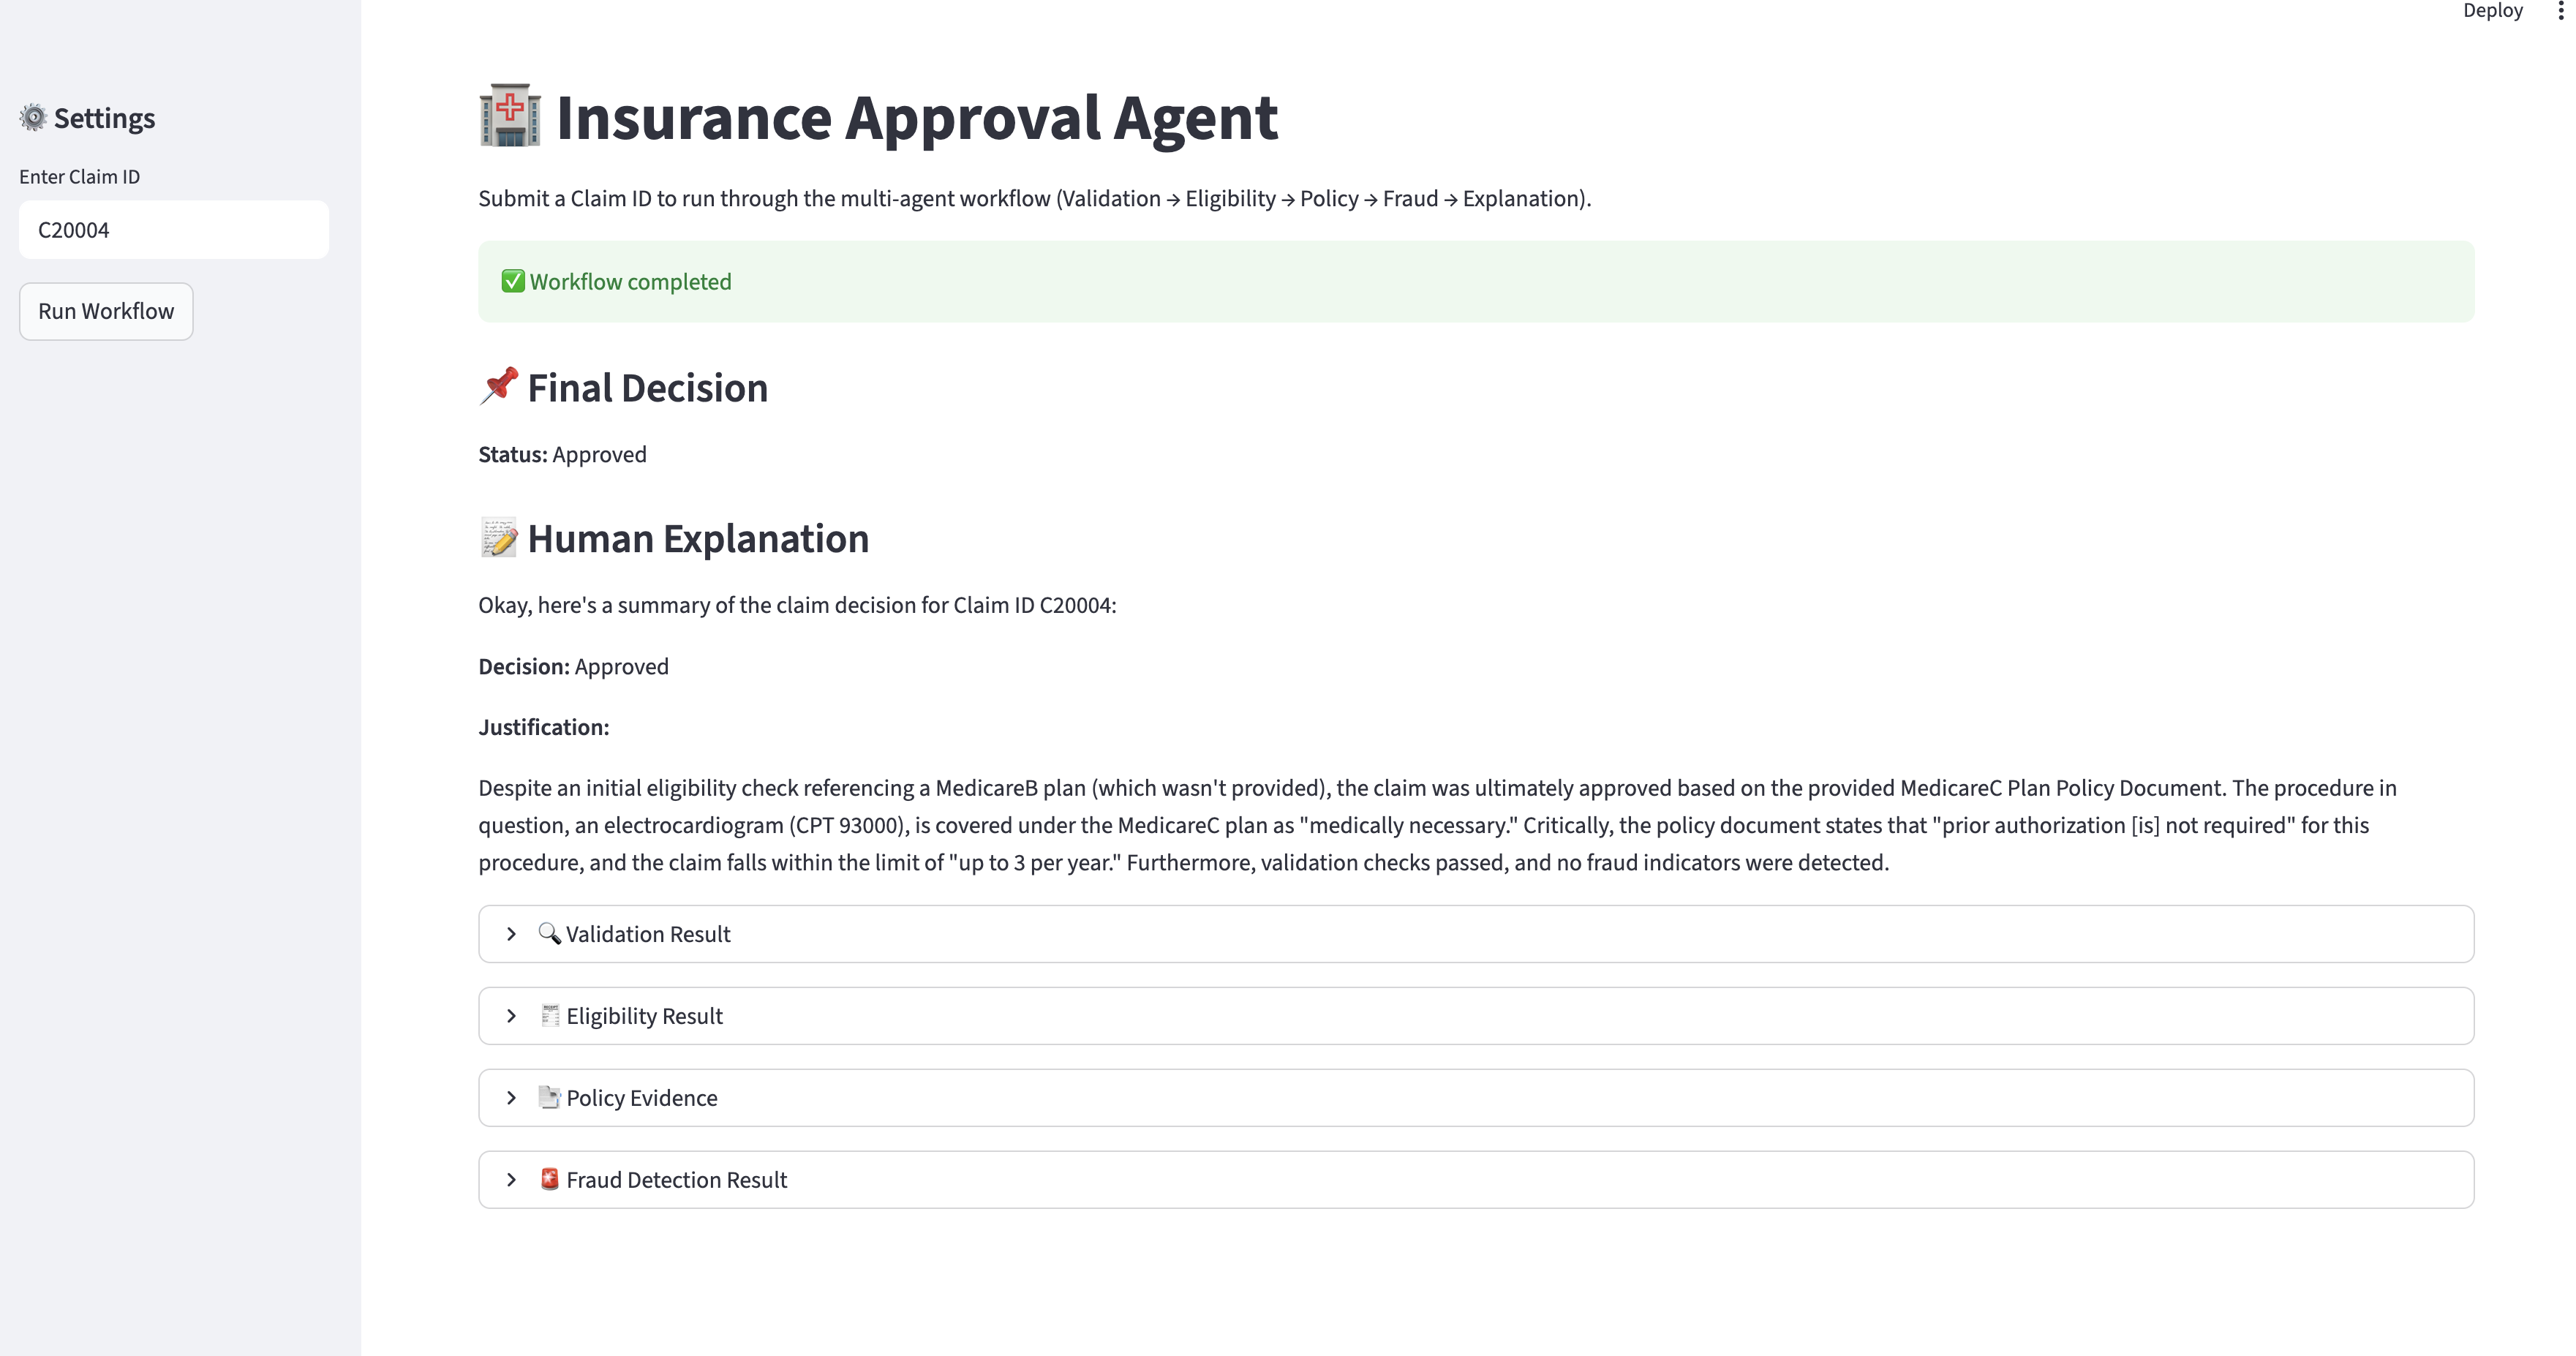 Deploy
Settings
Enter Claim ID
C20004
Run Workflow
Insurance Approval Agent
Submit a Claim ID to run through the multi-agent workflow (Validation → Eligibility → Policy → Fraud → Explanation).
Workflow completed
Final Decision
Status: Approved
Human Explanation
Okay, here's a summary of the claim decision for Claim ID C20004:
Decision: Approved
Justification:
Despite an initial eligibility check referencing a MedicareB plan (which wasn't provided), the claim was ultimately approved based on the provided MedicareC Plan Policy Document. The procedure in
question, an electrocardiogram (CPT 93000), is covered under the MedicareC plan as "medically necessary." Critically, the policy document states that "prior authorization [is] not required" for this
procedure, and the claim falls within the limit of "up to 3 per year." Furthermore, validation checks passed, and no fraud indicators were detected.
Validation Result
Eligibility Result
Policy Evidence
Fraud Detection Result